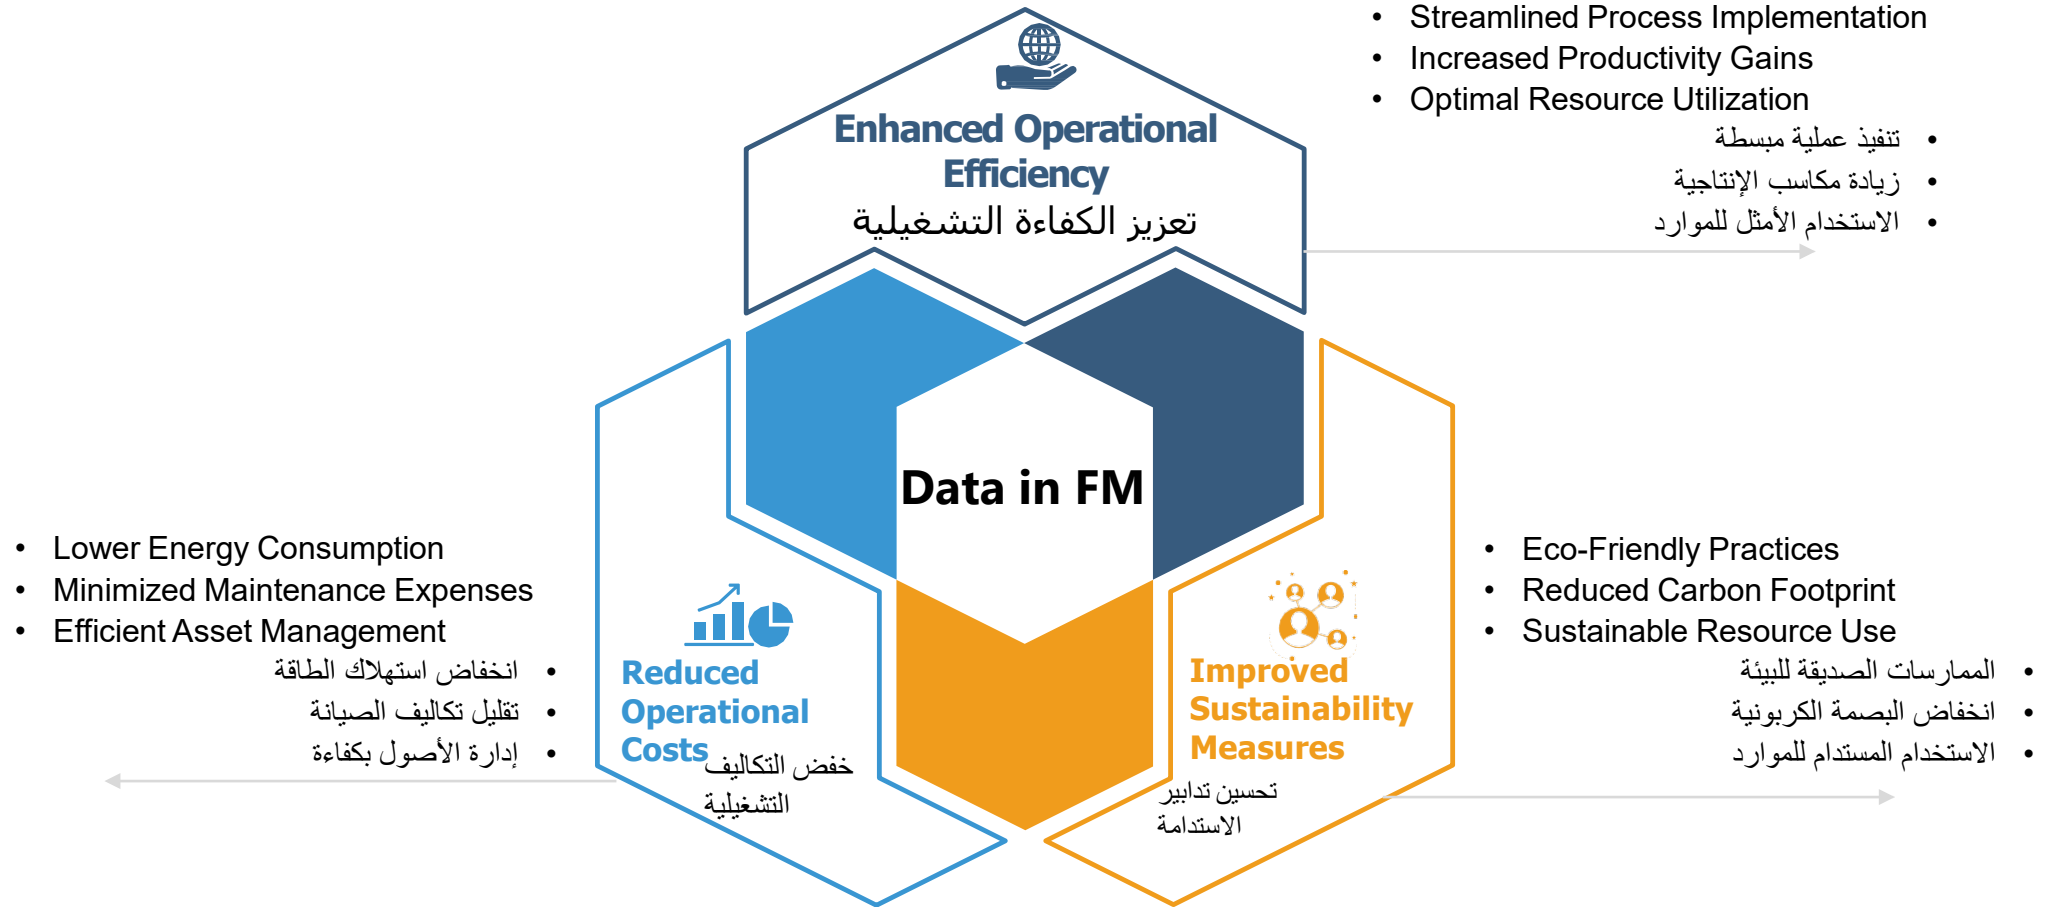 Enhanced Operational
Efficiency
تعزيز الكفاءة التشغيلية
• Streamlined Process Implementation
• Increased Productivity Gains
• Optimal Resource Utilization
• تنفيذ عملية مبسطة
• زيادة مكاسب الإنتاجية
• الاستخدام الأمثل للموارد
Data in FM
• Lower Energy Consumption
• Minimized Maintenance Expenses
• Efficient Asset Management
• انخفاض استهلاك الطاقة
• تقليل تكاليف الصيانة
• إدارة الأصول بكفاءة
Reduced
Operational
Costs
خفض التكاليف
التشغيلية
Improved
Sustainability
Measures
تحسين تدابير
الاستدامة
• Eco-Friendly Practices
• Reduced Carbon Footprint
• Sustainable Resource Use
• الممارسات الصديقة للبيئة
• انخفاض البصمة الكربونية
• الاستخدام المستدام للموارد